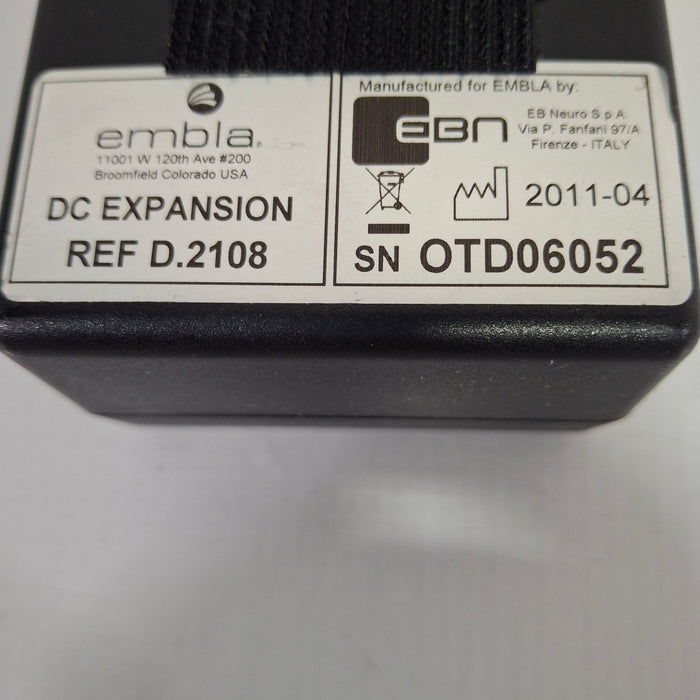 embla®
11001 W 120th Ave #200
Broomfield Colorado USA
DC EXPANSION
REF D.2108
Manufactured for EMBLA by:
EBN
EB Neuro S.p.A.
Via P. Fanfani 97/A
Firenze - ITALY
2011-04
SN OTD06052